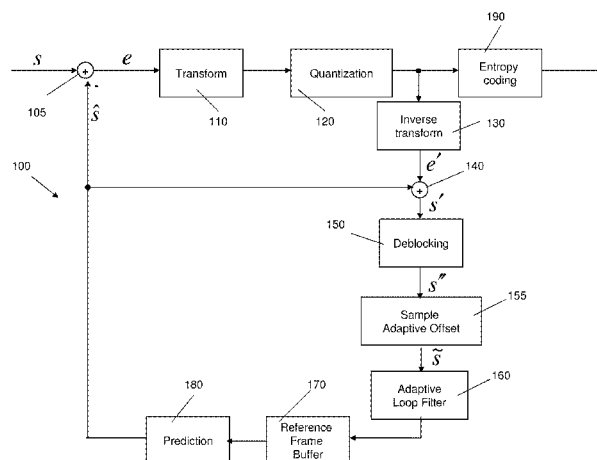 190
s
e
Transform
Quantization
Entropy
coding
105
-
ŝ
110
120
Inverse
transform
130
e′
100
140
s′
150
Deblocking
s″
155
Sample
Adaptive Offset
s̃
180
170
Adaptive
Loop Filter
160
Prediction
Reference
Frame
Buffer